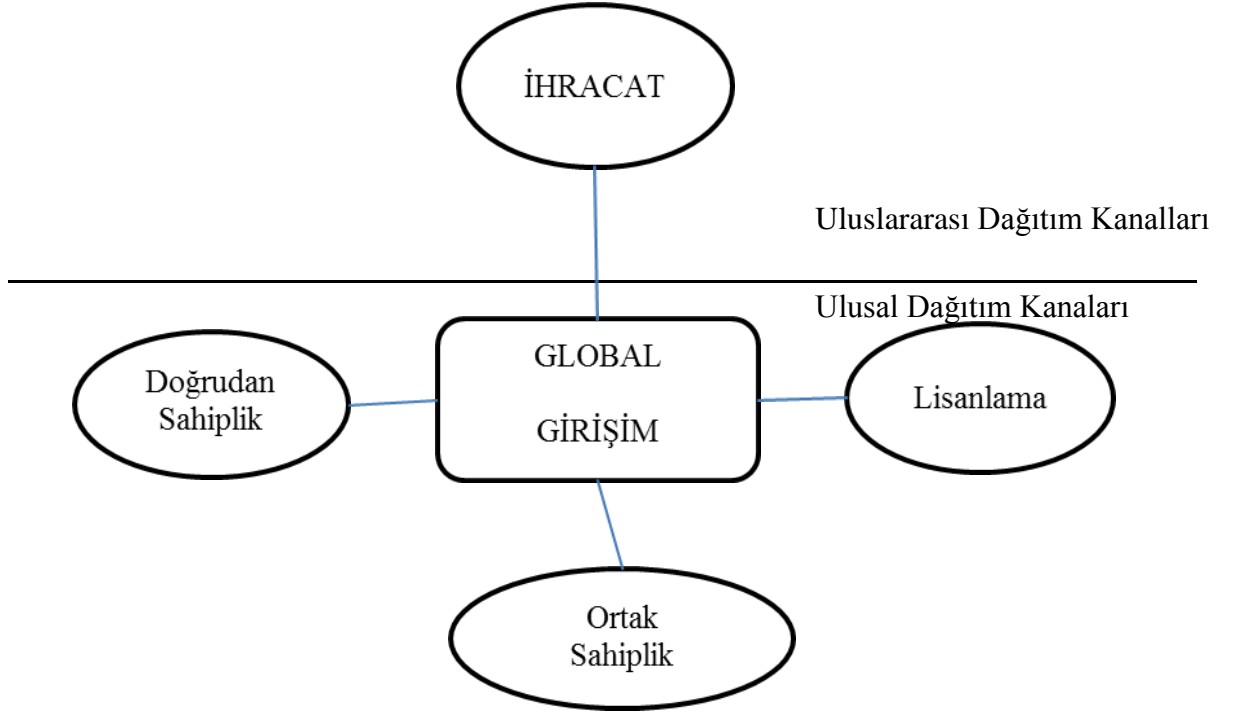 İHRACAT
Uluslararası Dağıtım Kanalları
Ulusal Dağıtım Kanaları
GLOBAL
GİRİŞİM
Doğrudan
Sahiplik
Lisanlama
Ortak
Sahiplik